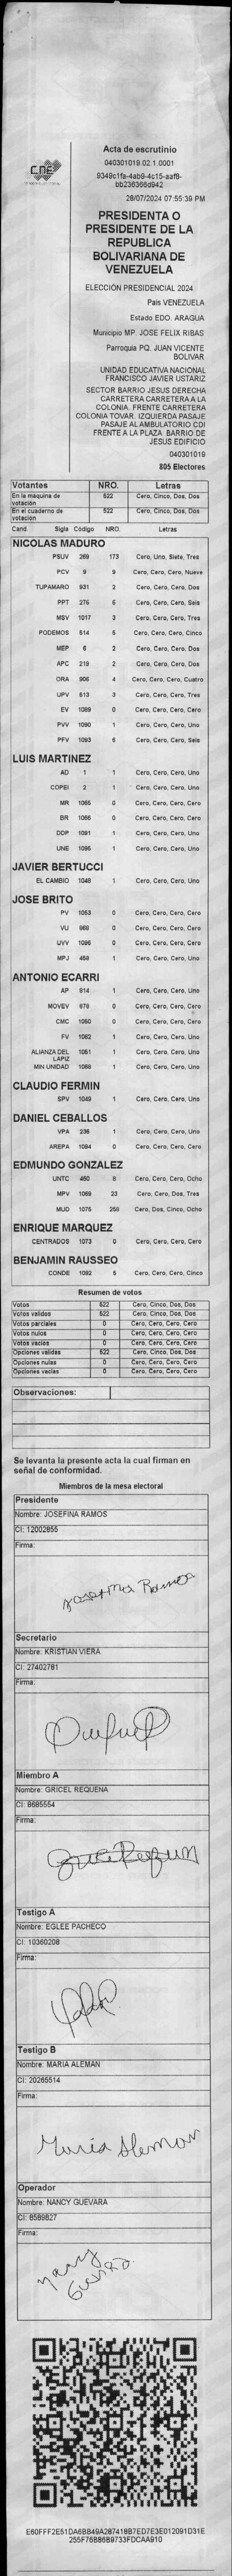 CNE
Acta de escrutinio
040301019.02.1.0001
9349c1fa-4ab9-4c15-aaf8-
bb236366d942
28/07/2024 07:55:39 PM
PRESIDENTA O
PRESIDENTE DE LA
REPUBLICA
BOLIVARIANA DE
VENEZUELA
ELECCIÓN PRESIDENCIAL 2024
Pais VENEZUELA
Estado EDO. ARAGUA
Municipio MP. JOSE FELIX RIBAS
Parroquia PQ. JUAN VICENTE
BOLIVAR
UNIDAD EDUCATIVA NACIONAL
FRANCISCO JAVIER USTARIZ
SECTOR BARRIO JESUS DERECHA
CARRETERA CARRETERA A LA
COLONIA. FRENTE CARRETERA
COLONIA TOVAR. IZQUIERDA PASAJE
PASAJE AL AMBULATORIO CDI
FRENTE A LA PLAZA. BARRIO DE
JESUS EDIFICIO
040301019
805 Electores
Votantes NRO. Letras
En la maquina de votación 522 Cero, Cinco, Dos, Dos
En el cuaderno de votación 522 Cero, Cinco, Dos, Dos
Cand. Sigla Código NRO. Letras
NICOLAS MADURO
PSUV 269 173 Cero, Uno, Siete, Tres
PCV 9 9 Cero, Cero, Cero, Nueve
TUPAMARO 931 2 Cero, Cero, Cero, Dos
PPT 275 6 Cero, Cero, Cero, Seis
MSV 1017 3 Cero, Cero, Cero, Tres
PODEMOS 514 5 Cero, Cero, Cero, Cinco
MEP 6 2 Cero, Cero, Cero, Dos
APC 219 2 Cero, Cero, Cero, Dos
ORA 906 4 Cero, Cero, Cero, Cuatro
UPV 513 3 Cero, Cero, Cero, Tres
EV 1089 0 Cero, Cero, Cero, Cero
PVV 1090 1 Cero, Cero, Cero, Uno
PFV 1093 6 Cero, Cero, Cero, Seis
LUIS MARTINEZ
AD 1 1 Cero, Cero, Cero, Uno
COPEI 2 1 Cero, Cero, Cero, Uno
MR 1065 0 Cero, Cero, Cero, Cero
BR 1066 0 Cero, Cero, Cero, Cero
DDP 1091 1 Cero, Cero, Cero, Uno
UNE 1095 1 Cero, Cero, Cero, Uno
JAVIER BERTUCCI
EL CAMBIO 1048 1 Cero, Cero, Cero, Uno
JOSE BRITO
PV 1053 0 Cero, Cero, Cero, Cero
VU 868 0 Cero, Cero, Cero, Cero
UVV 1096 0 Cero, Cero, Cero, Cero
MPJ 458 1 Cero, Cero, Cero, Uno
ANTONIO ECARRI
AP 814 1 Cero, Cero, Cero, Uno
MOVEV 878 0 Cero, Cero, Cero, Cero
CMC 1050 0 Cero, Cero, Cero, Cero
FV 1062 1 Cero, Cero, Cero, Uno
ALIANZA DEL LAPIZ 1051 1 Cero, Cero, Cero, Uno
MIN UNIDAD 1068 1 Cero, Cero, Cero, Uno
CLAUDIO FERMIN
SPV 1049 1 Cero, Cero, Cero, Uno
DANIEL CEBALLOS
VPA 236 1 Cero, Cero, Cero, Uno
AREPA 1094 0 Cero, Cero, Cero, Cero
EDMUNDO GONZALEZ
UNTC 460 8 Cero, Cero, Cero, Ocho
MPV 1069 23 Cero, Cero, Dos, Tres
MUD 1075 258 Cero, Dos, Cinco, Ocho
ENRIQUE MARQUEZ
CENTRADOS 1073 0 Cero, Cero, Cero, Cero
BENJAMIN RAUSSEO
CONDE 1092 5 Cero, Cero, Cero, Cinco
Resumen de votos
Votos 522 Cero, Cinco, Dos, Dos
Votos validos 522 Cero, Cinco, Dos, Dos
Votos parciales 0 Cero, Cero, Cero, Cero
Votos nulos 0 Cero, Cero, Cero, Cero
Votos vacios 0 Cero, Cero, Cero, Cero
Opciones validas 522 Cero, Cinco, Dos, Dos
Opciones nulas 0 Cero, Cero, Cero, Cero
Opciones vacias 0 Cero, Cero, Cero, Cero
Observaciones:
Se levanta la presente acta la cual firman en
señal de conformidad.
Miembros de la mesa electoral
Presidente
Nombre: JOSEFINA RAMOS
CI: 12002855
Firma:
Josefina Ramos
Secretario
Nombre: KRISTIAN VIERA
CI: 27402781
Firma:
Miembro A
Nombre: GRICEL REQUENA
CI: 8685554
Firma:
Testigo A
Nombre: EGLEE PACHECO
CI: 10360208
Firma:
Testigo B
Nombre: MARIA ALEMAN
CI: 20265514
Firma:
Maria Aleman
Operador
Nombre: NANCY GUEVARA
CI: 8589827
Firma:
Nancy
E60FFF2E51DA6BB49A287418B7ED7E3E012091D31E
255F76B86B9733FDCAA910